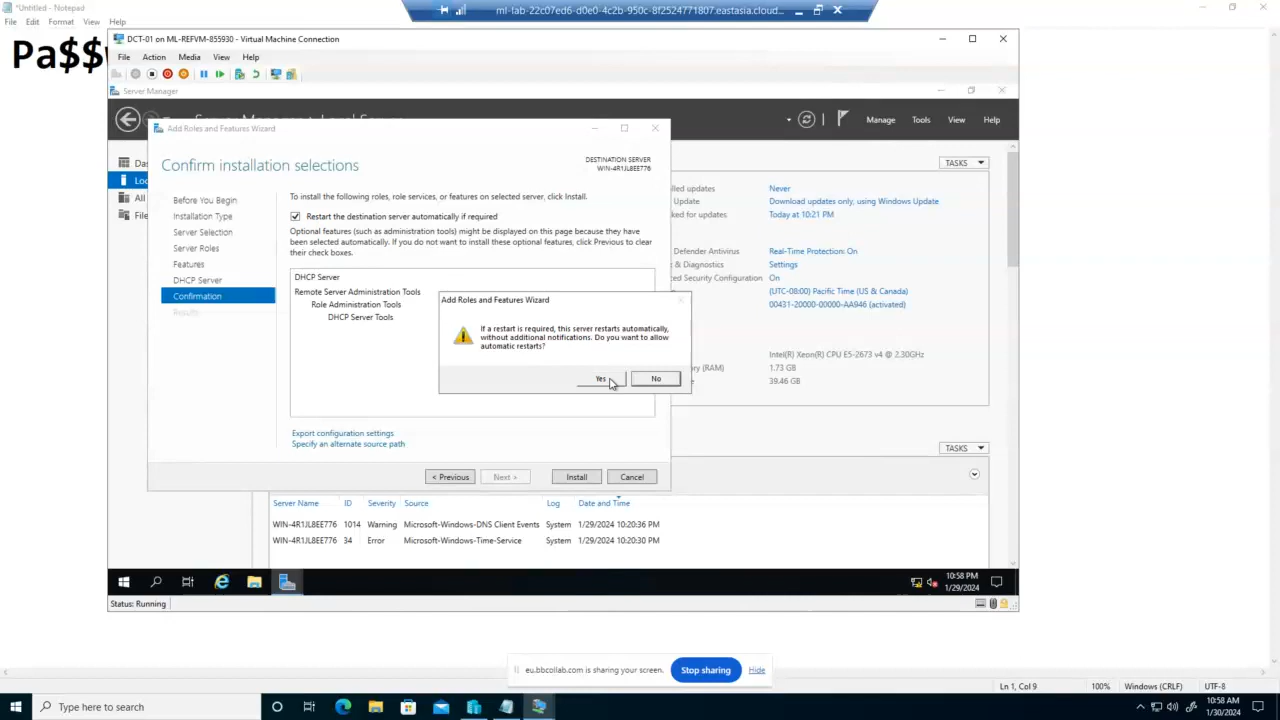 *Untitled - Notepad
File Edit Format View Help
Pa$$
ml-lab-22c07ed6-d0e0-4c2b-950c-8f2524771807.eastasia.cloud...
DCT-01 on ML-REFVM-855930 - Virtual Machine Connection
File Action Media View Help
Server Manager
Manage Tools View Help
Add Roles and Features Wizard
Confirm installation selections
DESTINATION SERVER
WIN-4R1JL8EE776
Before You Begin
Installation Type
Server Selection
Server Roles
Features
DHCP Server
Confirmation
Results
To install the following roles, role services, or features on selected server, click Install.
Restart the destination server automatically if required
Optional features (such as administration tools) might be displayed on this page because they have
been selected automatically. If you do not want to install these optional features, click Previous to clear
their check boxes.
DHCP Server
Remote Server Administration Tools
Role Administration Tools
DHCP Server Tools
Add Roles and Features Wizard
If a restart is required, this server restarts automatically,
without additional notifications. Do you want to allow
automatic restarts?
Yes No
Export configuration settings
Specify an alternate source path
< Previous Next > Install Cancel
TASKS
lled updates Never
Update Download updates only, using Windows Update
ked for updates Today at 10:21 PM
Defender Antivirus Real-Time Protection: On
& Diagnostics Settings
ced Security Configuration On
(UTC-08:00) Pacific Time (US & Canada)
00431-20000-00000-AA946 (activated)
Intel(R) Xeon(R) CPU E5-2673 v4 @ 2.30GHz
ry (RAM) 1.73 GB
39.46 GB
TASKS
Server Name ID Severity Source Log Date and Time
WIN-4R1JL8EE776 1014 Warning Microsoft-Windows-DNS Client Events System 1/29/2024 10:20:36 PM
WIN-4R1JL8EE776 34 Error Microsoft-Windows-Time-Service System 1/29/2024 10:20:30 PM
10:58 PM
1/29/2024
Status: Running
eu.bbcollab.com is sharing your screen. Stop sharing Hide
Ln 1, Col 9 100% Windows (CRLF) UTF-8
Type here to search
10:58 AM
1/30/2024